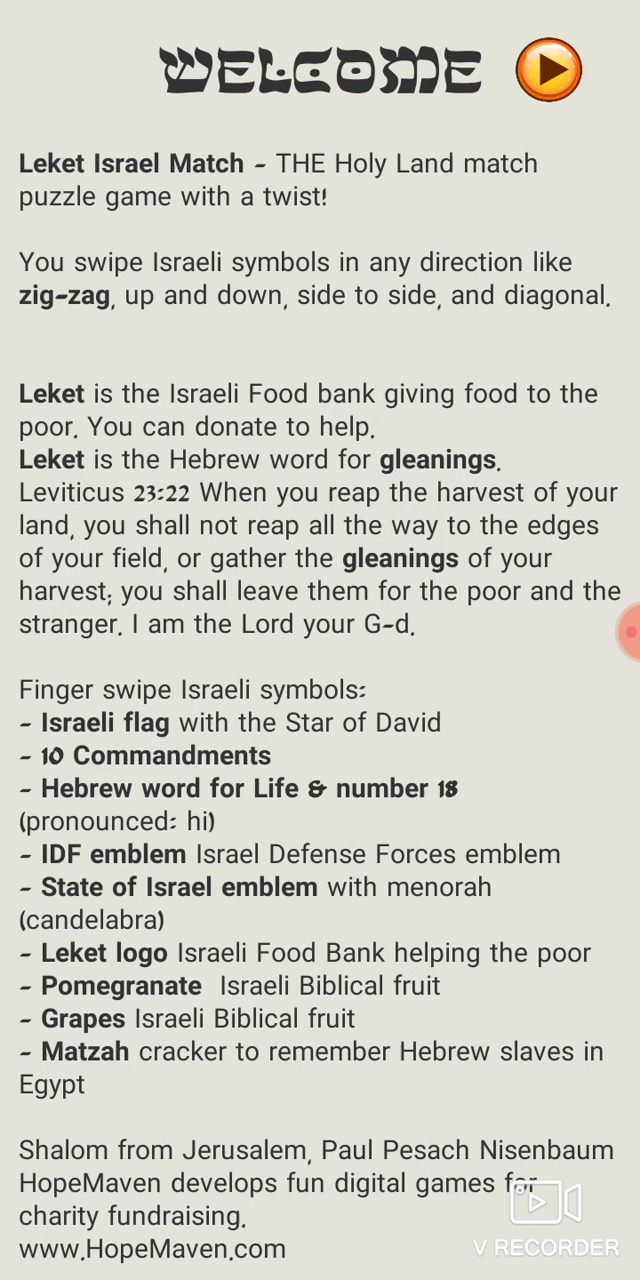 WELCOME
Leket Israel Match - THE Holy Land match
puzzle game with a twist!
You swipe Israeli symbols in any direction like
zig-zag, up and down, side to side, and diagonal.
Leket is the Israeli Food bank giving food to the
poor. You can donate to help.
Leket is the Hebrew word for gleanings.
Leviticus 23:22 When you reap the harvest of your
land, you shall not reap all the way to the edges
of your field, or gather the gleanings of your
harvest; you shall leave them for the poor and the
stranger. I am the Lord your G-d.
Finger swipe Israeli symbols:
- Israeli flag with the Star of David
- 10 Commandments
- Hebrew word for Life & number 18
(pronounced: hi)
- IDF emblem Israel Defense Forces emblem
- State of Israel emblem with menorah
(candelabra)
- Leket logo Israeli Food Bank helping the poor
- Pomegranate  Israeli Biblical fruit
- Grapes Israeli Biblical fruit
- Matzah cracker to remember Hebrew slaves in
Egypt
Shalom from Jerusalem, Paul Pesach Nisenbaum
HopeMaven develops fun digital games for
charity fundraising.
www.HopeMaven.com
V RECORDER